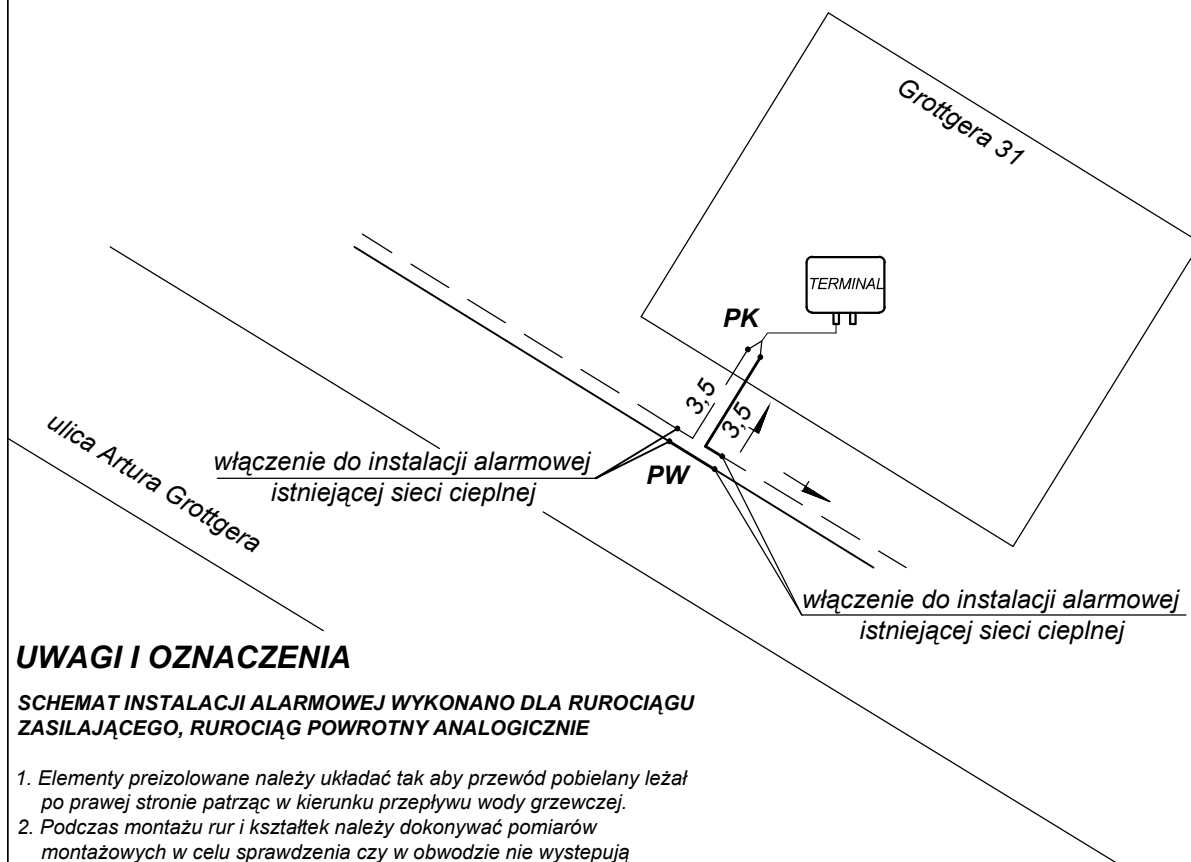 Grottgera 31
TERMINAL
PK
3,5
3,5
włączenie do instalacji alarmowej
istniejącej sieci cieplnej
PW
ulica Artura Grottgera
włączenie do instalacji alarmowej
istniejącej sieci cieplnej
UWAGI I OZNACZENIA
SCHEMAT INSTALACJI ALARMOWEJ WYKONANO DLA RUROCIĄGU
ZASILAJĄCEGO, RUROCIĄG POWROTNY ANALOGICZNIE
1. Elementy preizolowane należy układać tak aby przewód pobielany leżał
po prawej stronie patrząc w kierunku przepływu wody grzewczej.
2. Podczas montażu rur i kształtek należy dokonywać pomiarów
montażowych w celu sprawdzenia czy w obwodzie nie wystepują